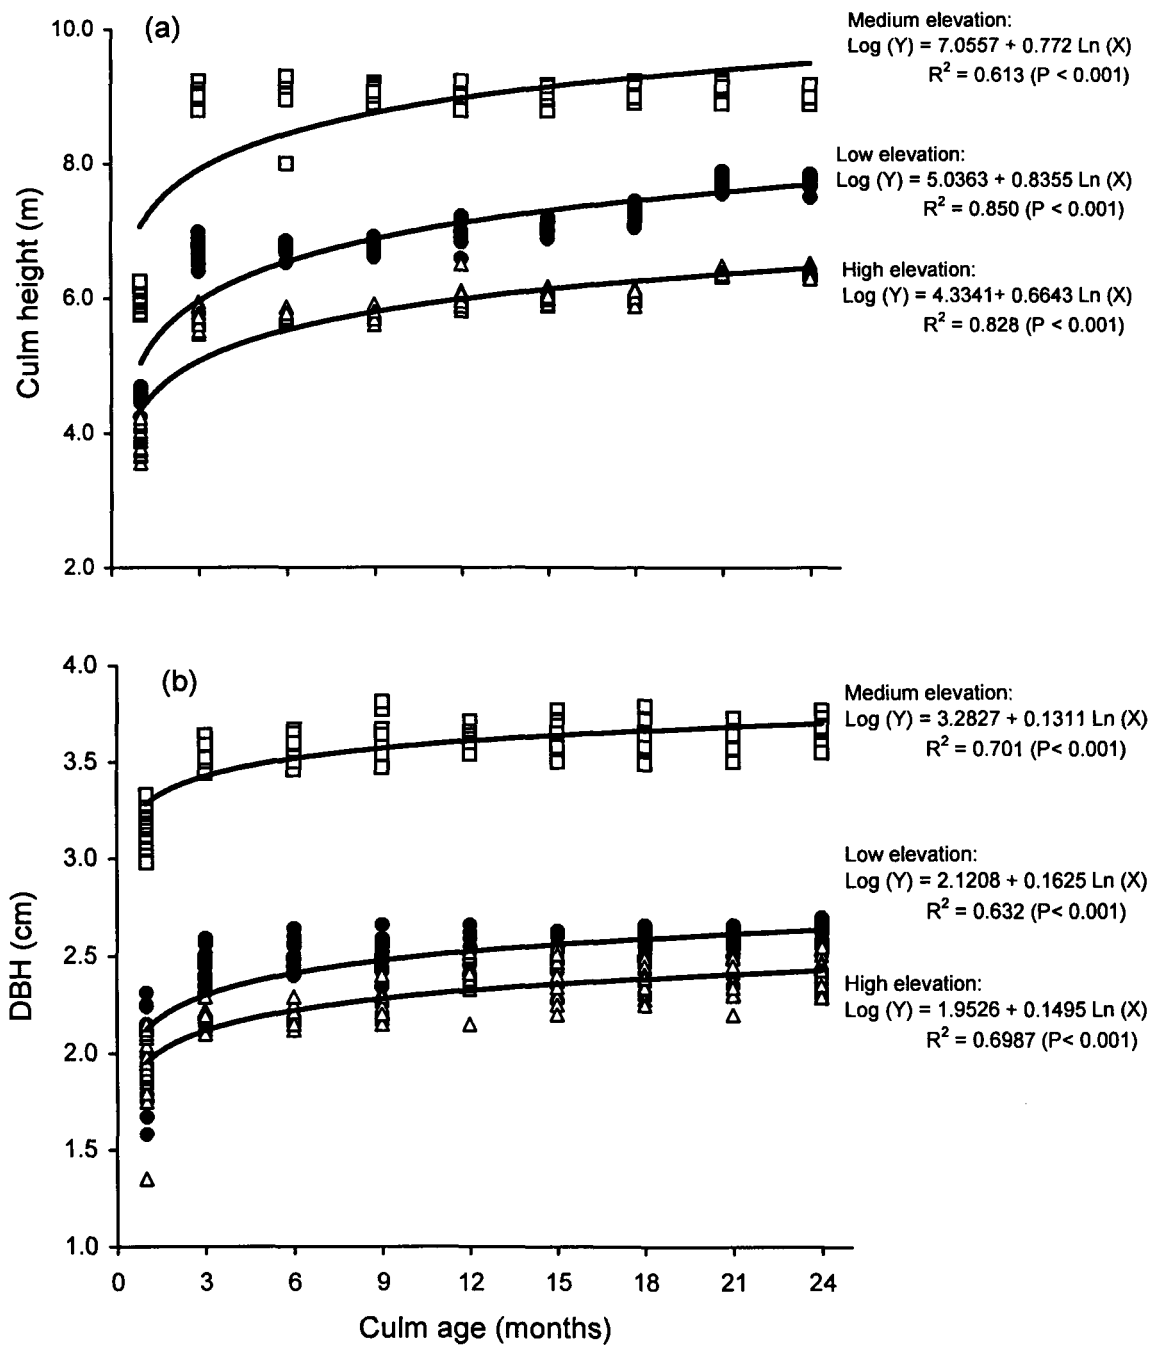 (a)
10.0
8.0
6.0
4.0
2.0
Culm height (m)
Medium elevation:
Log (Y) = 7.0557 + 0.772 Ln (X)
R² = 0.613 (P < 0.001)
Low elevation:
Log (Y) = 5.0363 + 0.8355 Ln (X)
R² = 0.850 (P < 0.001)
High elevation:
Log (Y) = 4.3341+ 0.6643 Ln (X)
R² = 0.828 (P < 0.001)
(b)
4.0
3.5
3.0
2.5
2.0
1.5
1.0
DBH (cm)
Medium elevation:
Log (Y) = 3.2827 + 0.1311 Ln (X)
R² = 0.701 (P< 0.001)
Low elevation:
Log (Y) = 2.1208 + 0.1625 Ln (X)
R² = 0.632 (P< 0.001)
High elevation:
Log (Y) = 1.9526 + 0.1495 Ln (X)
R² = 0.6987 (P< 0.001)
0 3 6 9 12 15 18 21 24
Culm age (months)